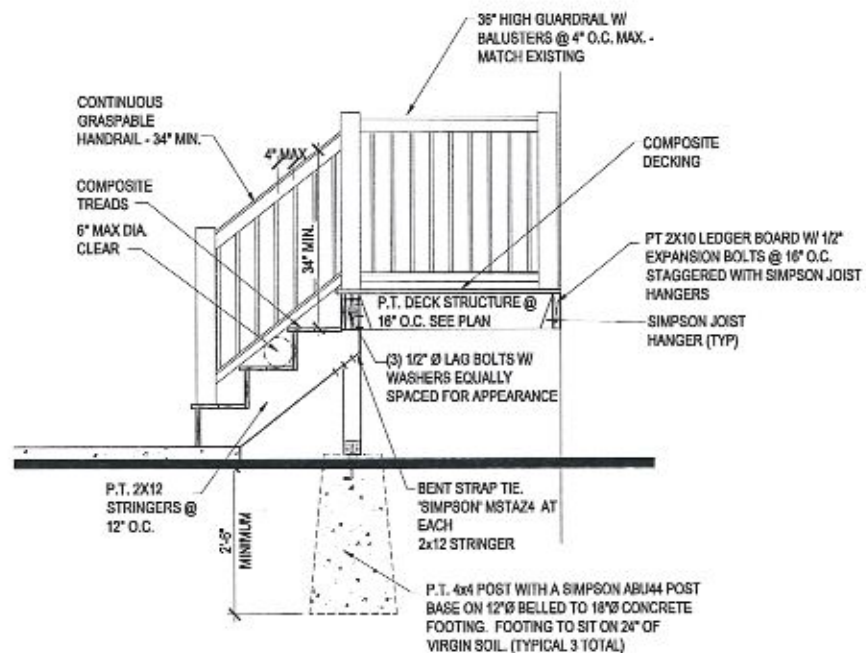 36" HIGH GUARDRAIL W/
BALUSTERS @ 4" O.C. MAX. -
MATCH EXISTING
CONTINUOUS
GRASPABLE
HANDRAIL - 34" MIN.
4" MAX
COMPOSITE
DECKING
COMPOSITE
TREADS
6" MAX DIA.
CLEAR
34" MIN.
PT 2X10 LEDGER BOARD W/ 1/2"
EXPANSION BOLTS @ 16" O.C.
STAGGERED WITH SIMPSON JOIST
HANGERS
P.T. DECK STRUCTURE @
16" O.C. SEE PLAN
SIMPSON JOIST
HANGER (TYP)
(3) 1/2" Ø LAG BOLTS W/
WASHERS EQUALLY
SPACED FOR APPEARANCE
P.T. 2X12
STRINGERS @
12" O.C.
2'-6"
MINIMUM
BENT STRAP TIE.
'SIMPSON' MSTAZ4 AT
EACH
2x12 STRINGER
P.T. 4x4 POST WITH A SIMPSON ABU44 POST
BASE ON 12"Ø BELLED TO 18"Ø CONCRETE
FOOTING. FOOTING TO SIT ON 24" OF
VIRGIN SOIL. (TYPICAL 3 TOTAL)